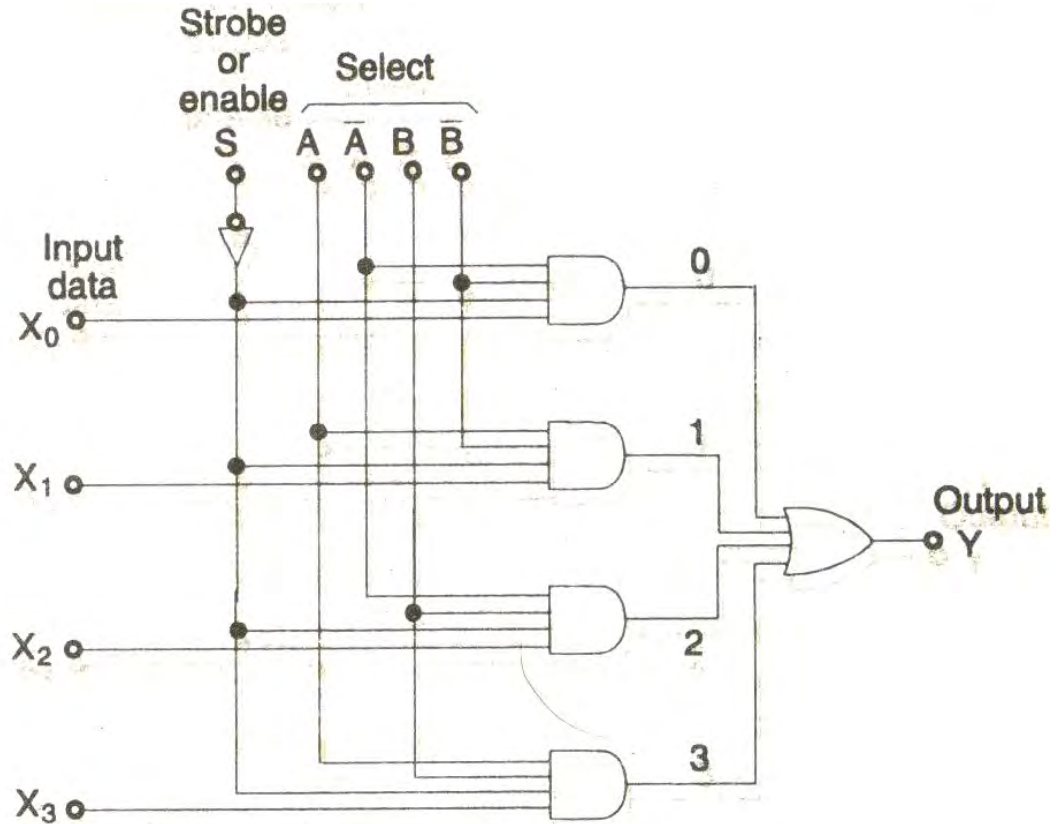 Strobe
or
enable
Select
S A A̅ B B̅
Input
data
X₀
0
X₁
1
Output
Y
X₂
2
X₃
3